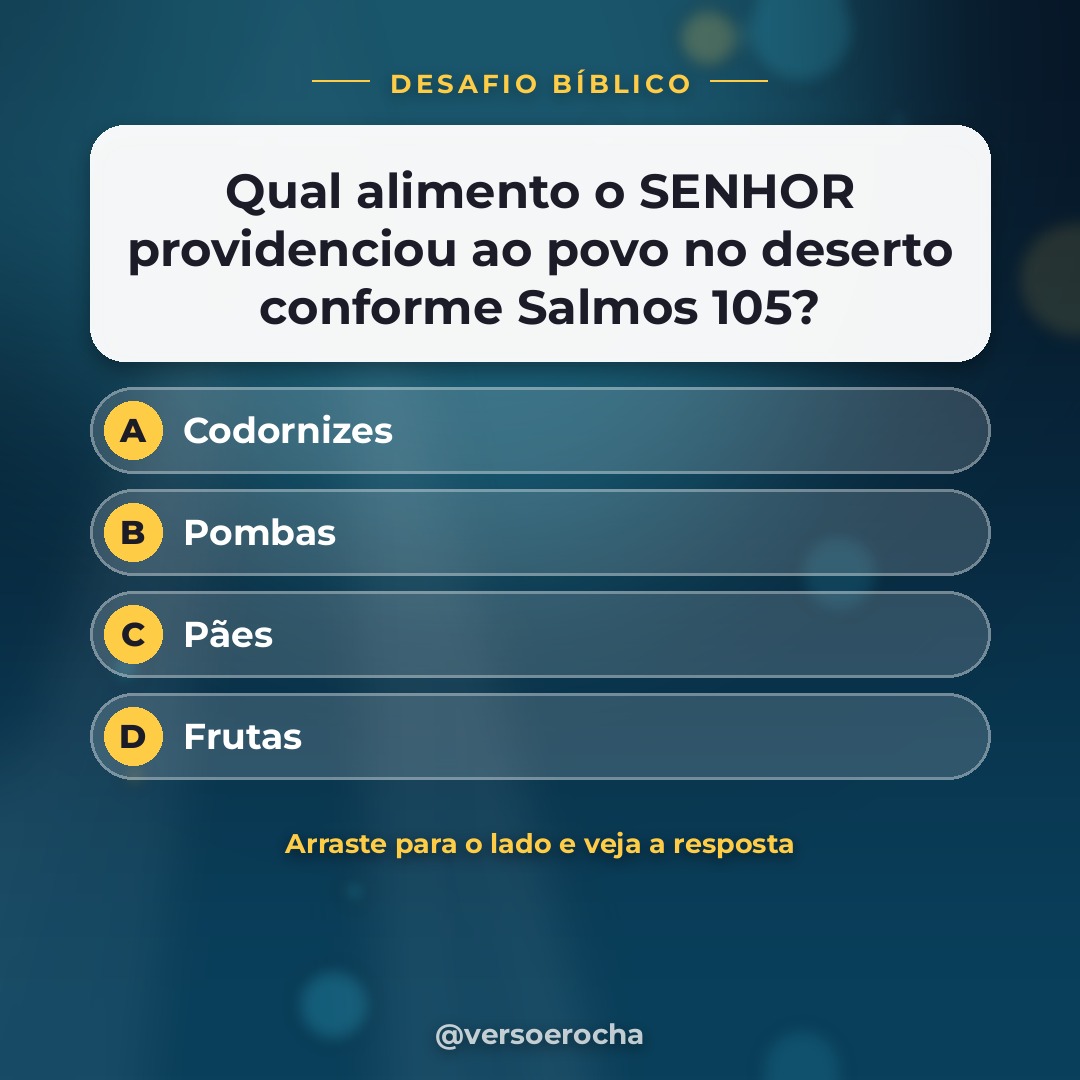 DESAFIO BÍBLICO
Qual alimento o SENHOR
providenciou ao povo no deserto
conforme Salmos 105?
A Codornizes
B Pombas
C Pães
D Frutas
Arraste para o lado e veja a resposta
@versoerocha